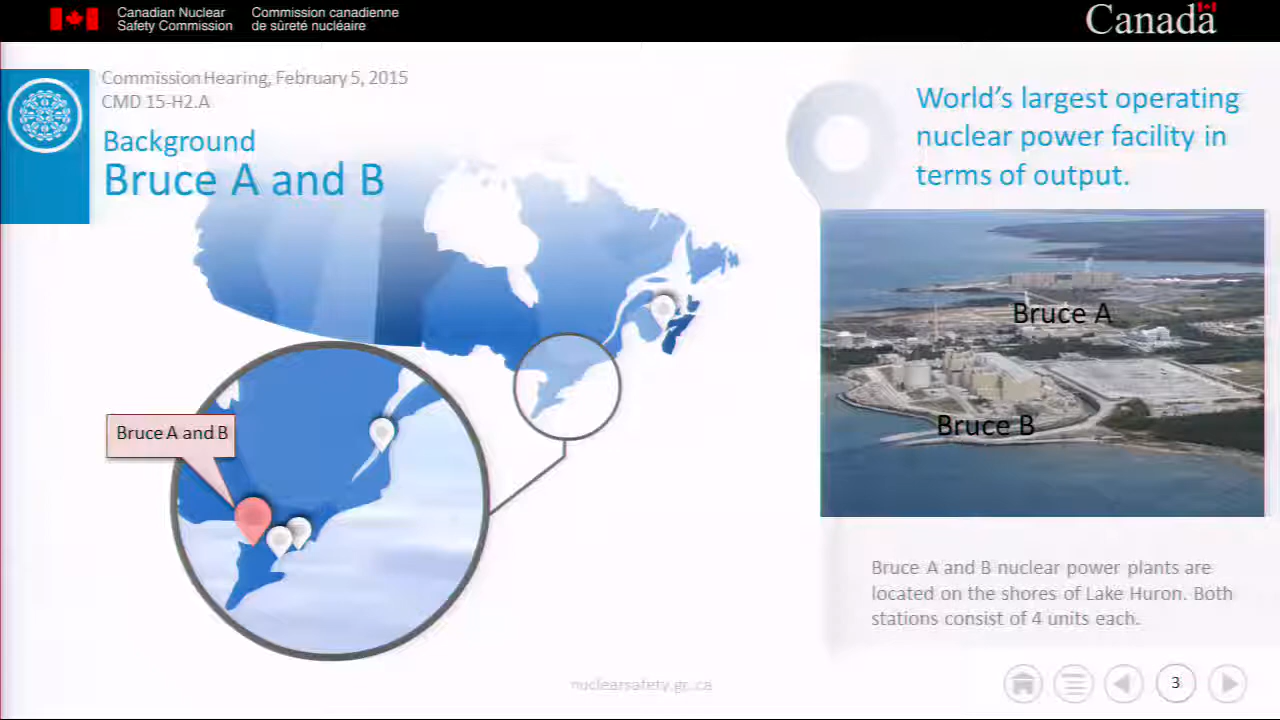 Canadian Nuclear
Safety Commission
Commission canadienne
de sûreté nucléaire
Canada
Commission Hearing, February 5, 2015
CMD 15-H2.A
Background
Bruce A and B
World's largest operating
nuclear power facility in
terms of output.
Bruce A
Bruce B
Bruce A and B
Bruce A and B nuclear power plants are
located on the shores of Lake Huron. Both
stations consist of 4 units each.
nuclearsafety.gc.ca
3